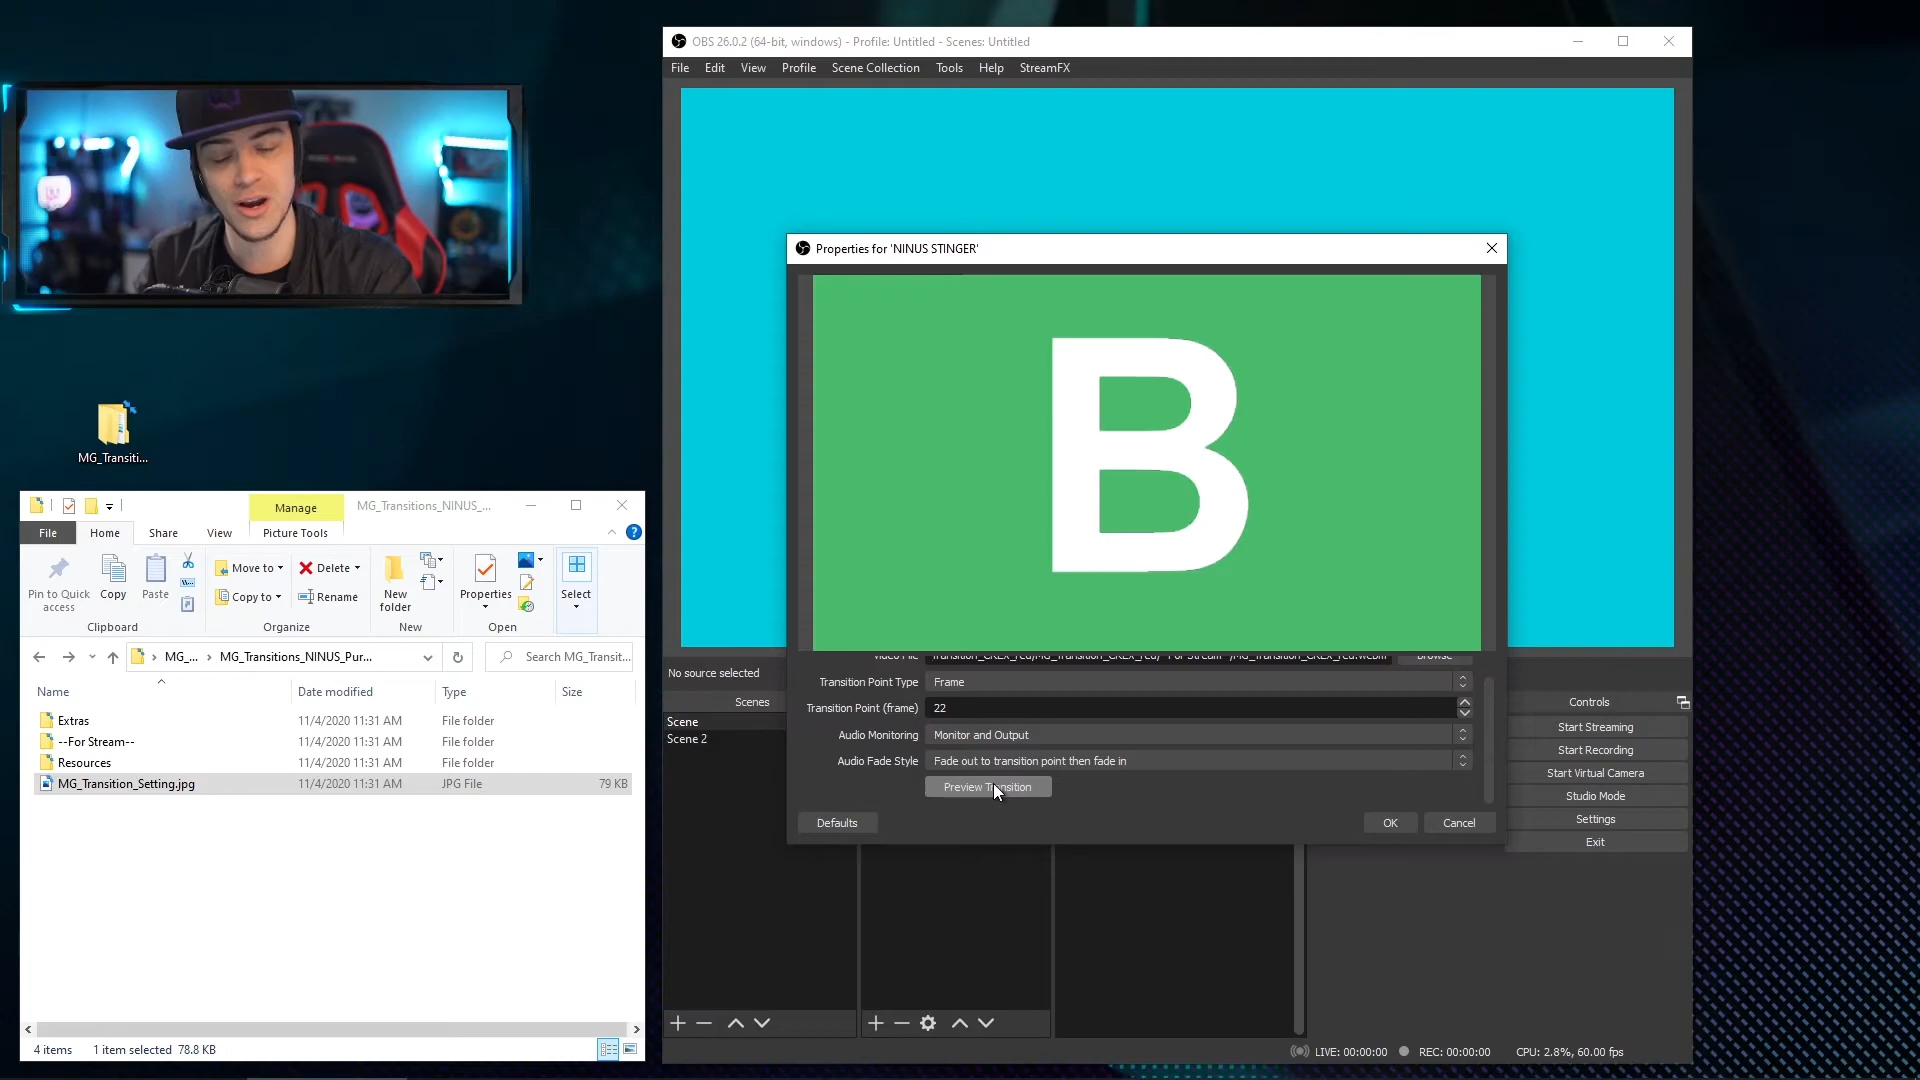 OBS 26.0.2 (64-bit, windows) - Profile: Untitled - Scenes: Untitled
File Edit View Profile Scene Collection Tools Help StreamFX
Properties for 'NINUS STINGER'
B
Transition Point Type Frame
Transition Point (frame) 22
Audio Monitoring Monitor and Output
Audio Fade Style Fade out to transition point then fade in
Preview Transition
Defaults OK Cancel
No source selected
Scenes
Scene
Scene 2
Controls
Start Streaming
Start Recording
Start Virtual Camera
Studio Mode
Settings
Exit
LIVE: 00:00:00 REC: 00:00:00 CPU: 2.8%, 60.00 fps
MG_Transiti...
Manage MG_Transitions_NINUS_...
File Home Share View Picture Tools
Pin to Quick access
Copy
Paste
Clipboard
Move to
Copy to
Delete
Rename
Organize
New folder
New
Properties
Open
Select
MG_... › MG_Transitions_NINUS_Pur... Search MG_Transit...
Name Date modified Type Size
Extras 11/4/2020 11:31 AM File folder
--For Stream-- 11/4/2020 11:31 AM File folder
Resources 11/4/2020 11:31 AM File folder
MG_Transition_Setting.jpg 11/4/2020 11:31 AM JPG File 79 KB
4 items 1 item selected 78.8 KB